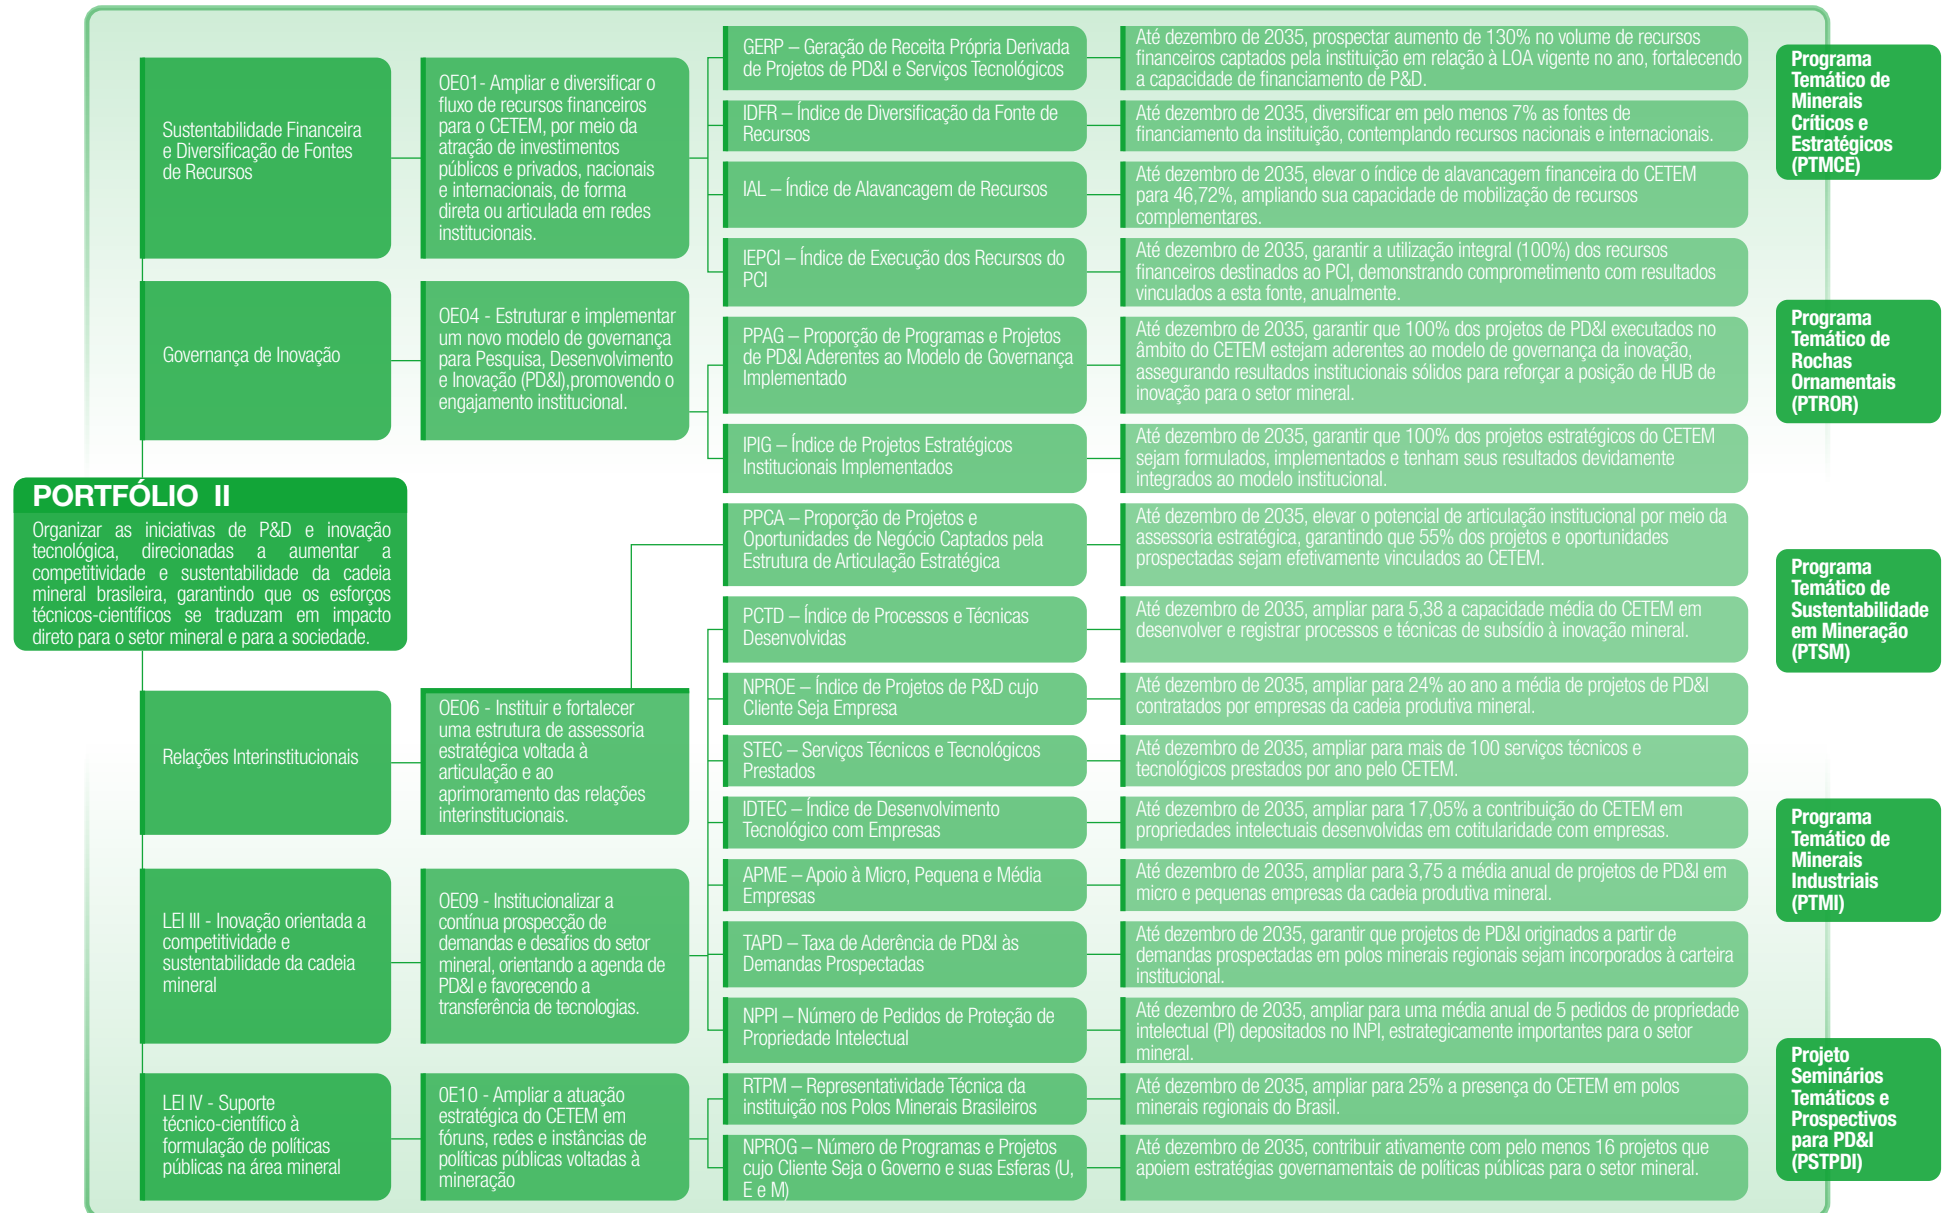 PORTFÓLIO II
Organizar as iniciativas de P&D e inovação
tecnológica, direcionadas a aumentar a
competitividade e sustentabilidade da cadeia
mineral brasileira, garantindo que os esforços
técnicos-científicos se traduzam em impacto
direto para o setor mineral e para a sociedade.
Sustentabilidade Financeira
e Diversificação de Fontes
de Recursos
OE01- Ampliar e diversificar o
fluxo de recursos financeiros
para o CETEM, por meio da
atração de investimentos
públicos e privados, nacionais
e internacionais, de forma
direta ou articulada em redes
institucionais.
GERP – Geração de Receita Própria Derivada
de Projetos de PD&I e Serviços Tecnológicos
Até dezembro de 2035, prospectar aumento de 130% no volume de recursos
financeiros captados pela instituição em relação à LOA vigente no ano, fortalecendo
a capacidade de financiamento de P&D.
IDFR – Índice de Diversificação da Fonte de
Recursos
Até dezembro de 2035, diversificar em pelo menos 7% as fontes de
financiamento da instituição, contemplando recursos nacionais e internacionais.
IAL – Índice de Alavancagem de Recursos
Até dezembro de 2035, elevar o índice de alavancagem financeira do CETEM
para 46,72%, ampliando sua capacidade de mobilização de recursos
complementares.
IEPCI – Índice de Execução dos Recursos do
PCI
Até dezembro de 2035, garantir a utilização integral (100%) dos recursos
financeiros destinados ao PCI, demonstrando comprometimento com resultados
vinculados a esta fonte, anualmente.
Governança de Inovação
OE04 - Estruturar e implementar
um novo modelo de governança
para Pesquisa, Desenvolvimento
e Inovação (PD&I),promovendo o
engajamento institucional.
PPAG – Proporção de Programas e Projetos
de PD&I Aderentes ao Modelo de Governança
Implementado
Até dezembro de 2035, garantir que 100% dos projetos de PD&I executados no
âmbito do CETEM estejam aderentes ao modelo de governança da inovação,
assegurando resultados institucionais sólidos para reforçar a posição de HUB de
inovação para o setor mineral.
IPIG – Índice de Projetos Estratégicos
Institucionais Implementados
Até dezembro de 2035, garantir que 100% dos projetos estratégicos do CETEM
sejam formulados, implementados e tenham seus resultados devidamente
integrados ao modelo institucional.
Relações Interinstitucionais
OE06 - Instituir e fortalecer
uma estrutura de assessoria
estratégica voltada à
articulação e ao
aprimoramento das relações
interinstitucionais.
PPCA – Proporção de Projetos e
Oportunidades de Negócio Captados pela
Estrutura de Articulação Estratégica
Até dezembro de 2035, elevar o potencial de articulação institucional por meio da
assessoria estratégica, garantindo que 55% dos projetos e oportunidades
prospectadas sejam efetivamente vinculados ao CETEM.
LEI III - Inovação orientada a
competitividade e
sustentabilidade da cadeia
mineral
OE09 - Institucionalizar a
contínua prospecção de
demandas e desafios do setor
mineral, orientando a agenda de
PD&I e favorecendo a
transferência de tecnologias.
PCTD – Índice de Processos e Técnicas
Desenvolvidas
Até dezembro de 2035, ampliar para 5,38 a capacidade média do CETEM em
desenvolver e registrar processos e técnicas de subsídio à inovação mineral.
NPROE – Índice de Projetos de P&D cujo
Cliente Seja Empresa
Até dezembro de 2035, ampliar para 24% ao ano a média de projetos de PD&I
contratados por empresas da cadeia produtiva mineral.
STEC – Serviços Técnicos e Tecnológicos
Prestados
Até dezembro de 2035, ampliar para mais de 100 serviços técnicos e
tecnológicos prestados por ano pelo CETEM.
IDTEC – Índice de Desenvolvimento
Tecnológico com Empresas
Até dezembro de 2035, ampliar para 17,05% a contribuição do CETEM em
propriedades intelectuais desenvolvidas em cotitularidade com empresas.
APME – Apoio à Micro, Pequena e Média
Empresas
Até dezembro de 2035, ampliar para 3,75 a média anual de projetos de PD&I em
micro e pequenas empresas da cadeia produtiva mineral.
TAPD – Taxa de Aderência de PD&I às
Demandas Prospectadas
Até dezembro de 2035, garantir que projetos de PD&I originados a partir de
demandas prospectadas em polos minerais regionais sejam incorporados à carteira
institucional.
NPPI – Número de Pedidos de Proteção de
Propriedade Intelectual
Até dezembro de 2035, ampliar para uma média anual de 5 pedidos de propriedade
intelectual (PI) depositados no INPI, estrategicamente importantes para o setor
mineral.
LEI IV - Suporte
técnico-científico à
formulação de políticas
públicas na área mineral
OE10 - Ampliar a atuação
estratégica do CETEM em
fóruns, redes e instâncias de
políticas públicas voltadas à
mineração
RTPM – Representatividade Técnica da
instituição nos Polos Minerais Brasileiros
Até dezembro de 2035, ampliar para 25% a presença do CETEM em polos
minerais regionais do Brasil.
NPROG – Número de Programas e Projetos
cujo Cliente Seja o Governo e suas Esferas (U,
E e M)
Até dezembro de 2035, contribuir ativamente com pelo menos 16 projetos que
apoiem estratégias governamentais de políticas públicas para o setor mineral.
Programa
Temático de
Minerais
Críticos e
Estratégicos
(PTMCE)
Programa
Temático de
Rochas
Ornamentais
(PTROR)
Programa
Temático de
Sustentabilidade
em Mineração
(PTSM)
Programa
Temático de
Minerais
Industriais
(PTMI)
Projeto
Seminários
Temáticos e
Prospectivos
para PD&I
(PSTPDI)